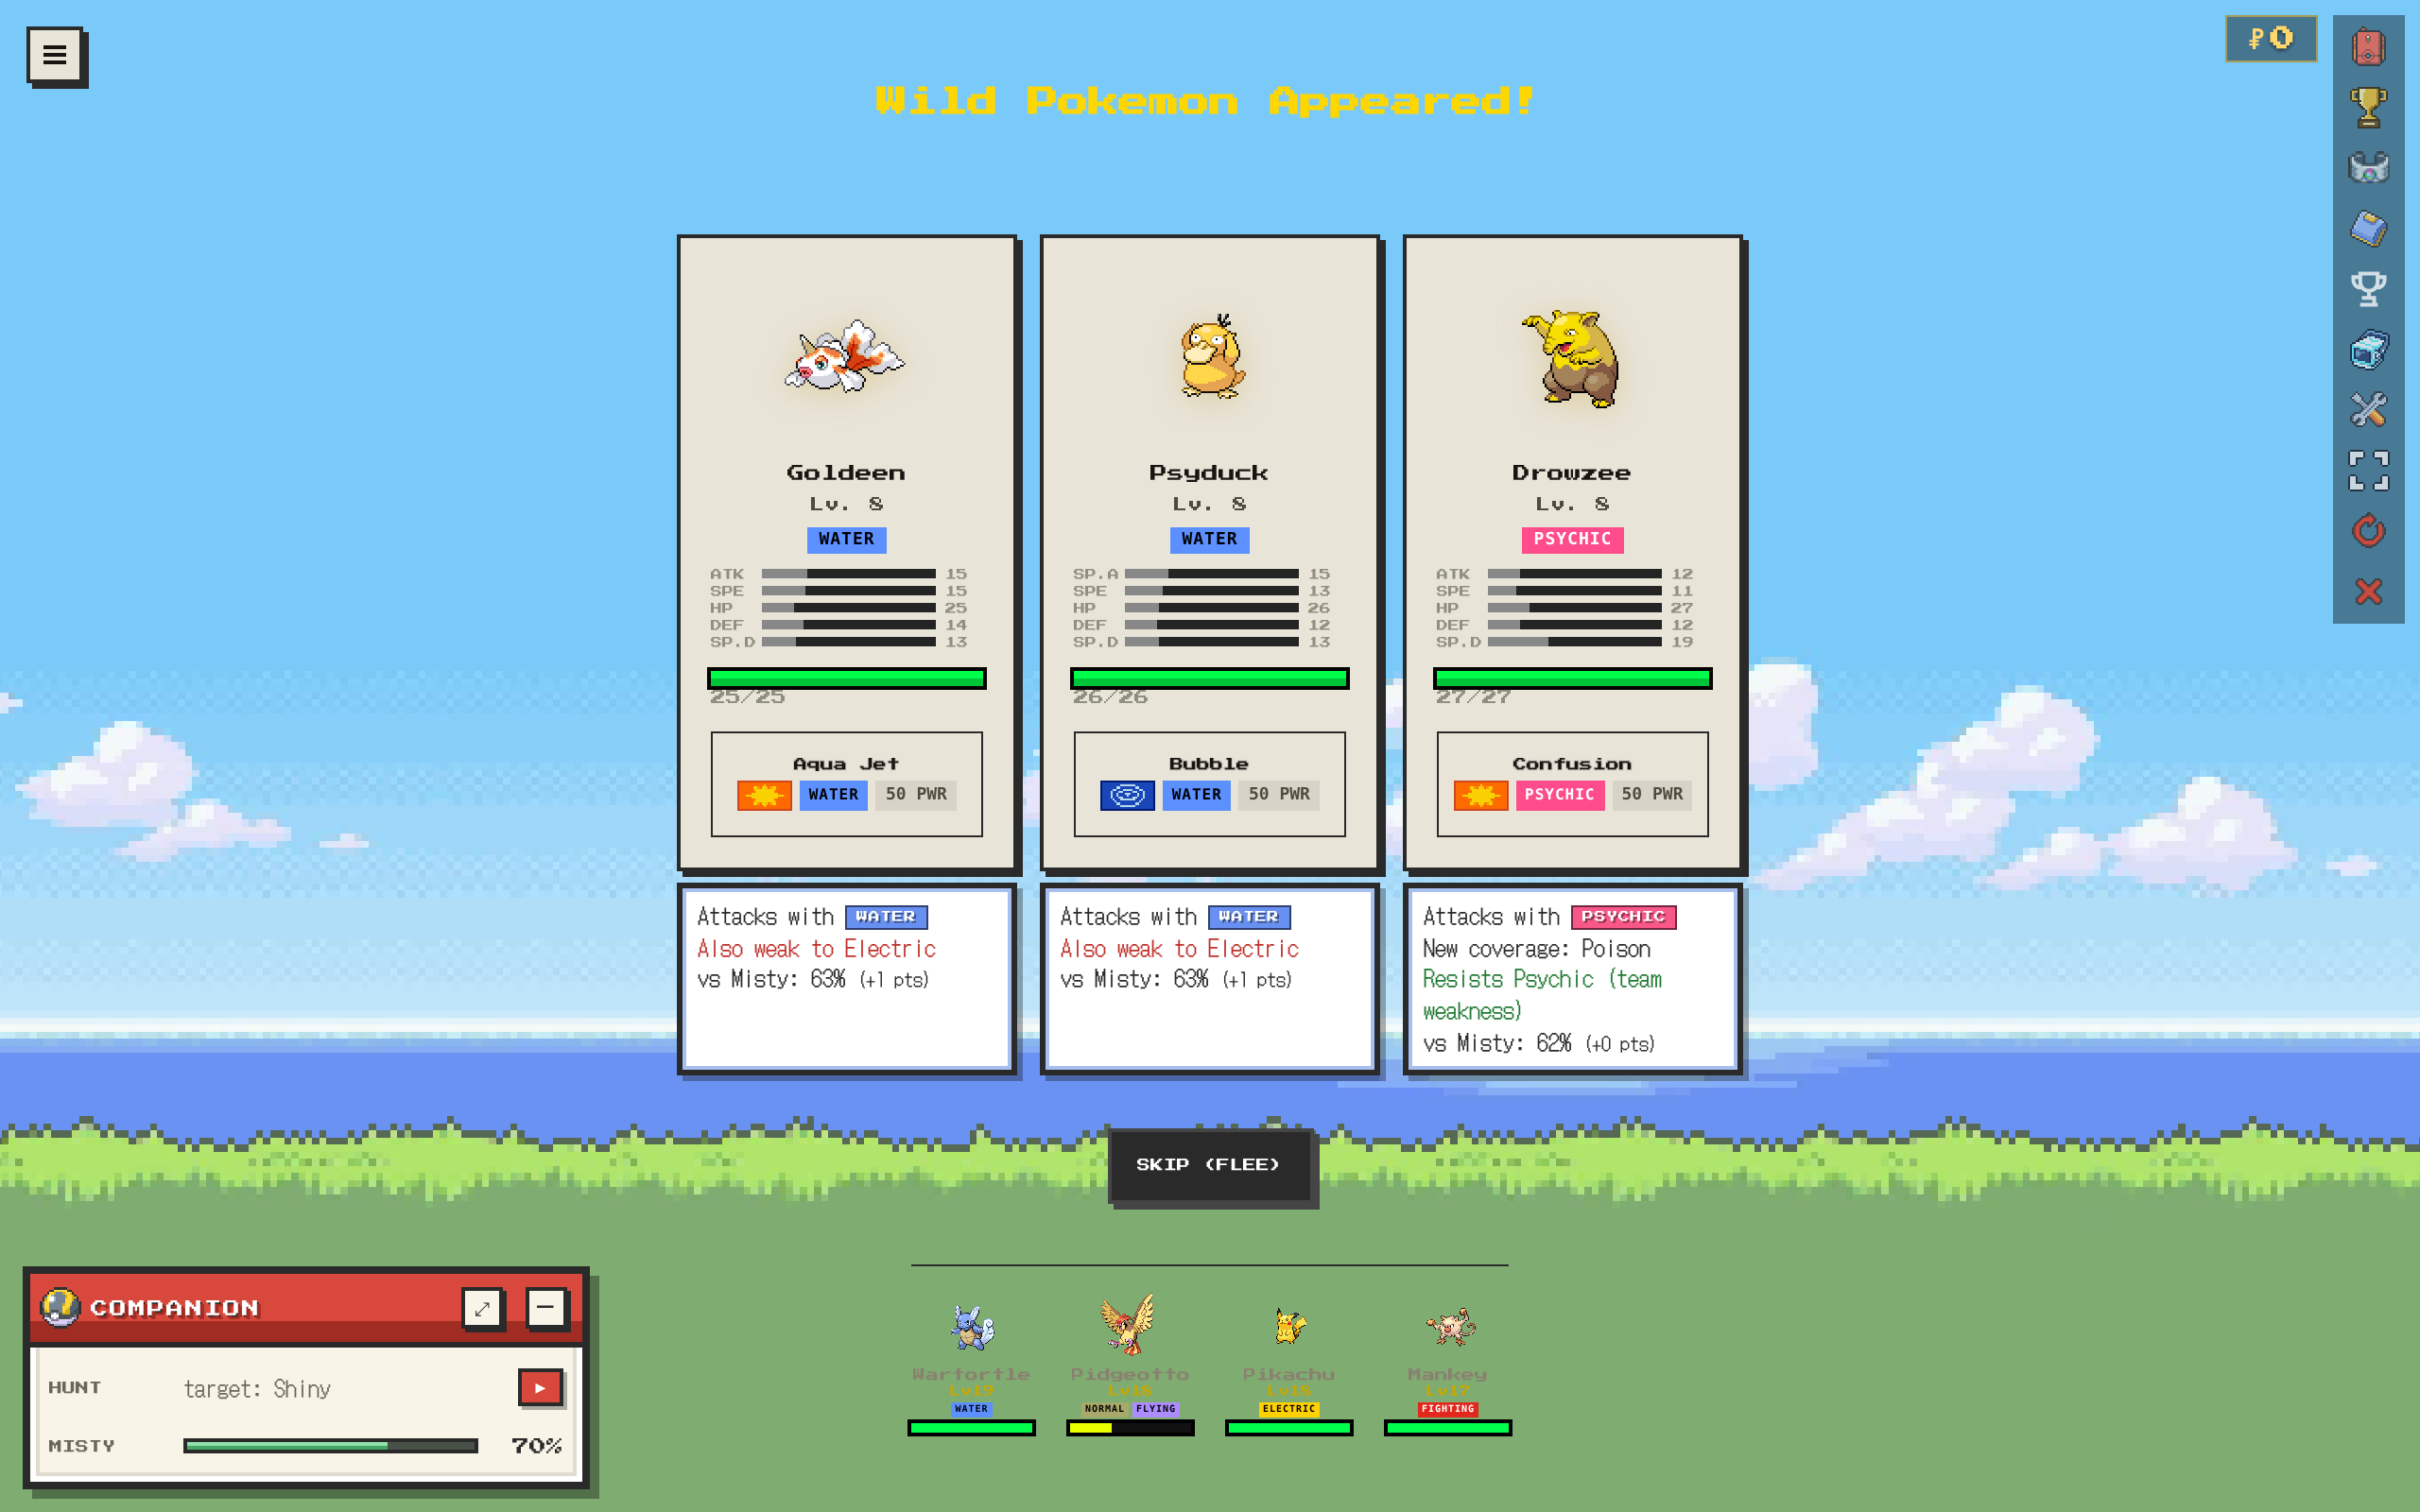 ₽0
Wild Pokemon Appeared!
Goldeen
Lv. 8
WATER
ATK 15
SPE 15
HP 25
DEF 14
SP.D 13
25/25
Aqua Jet
WATER 50 PWR
Attacks with WATER
Also weak to Electric
vs Misty: 63% (+1 pts)
Psyduck
Lv. 8
WATER
SP.A 15
SPE 13
HP 26
DEF 12
SP.D 13
26/26
Bubble
WATER 50 PWR
Attacks with WATER
Also weak to Electric
vs Misty: 63% (+1 pts)
Drowzee
Lv. 8
PSYCHIC
ATK 12
SPE 11
HP 27
DEF 12
SP.D 19
27/27
Confusion
PSYCHIC 50 PWR
Attacks with PSYCHIC
New coverage: Poison
Resists Psychic (team
weakness)
vs Misty: 62% (+0 pts)
SKIP (FLEE)
COMPANION
HUNT target: Shiny
MISTY 70%
Wartortle
Lv19
WATER
Pidgeotto
Lv18
NORMAL FLYING
Pikachu
Lv18
ELECTRIC
Mankey
Lv17
FIGHTING